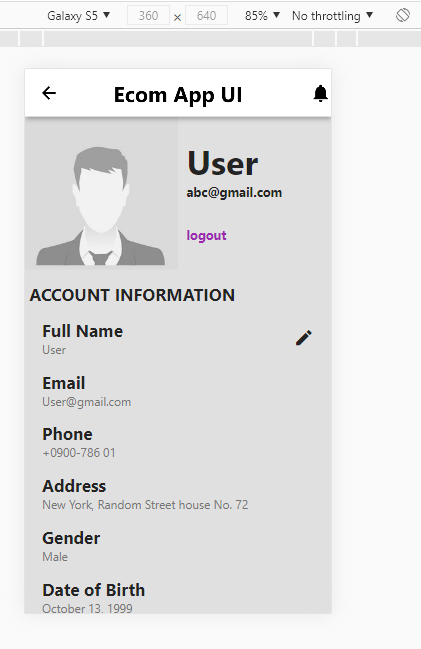 Galaxy S5 ▼ 360 × 640 85% ▼ No throttling ▼
Ecom App UI
User
abc@gmail.com
logout
ACCOUNT INFORMATION
Full Name
User
Email
User@gmail.com
Phone
+0900-786 01
Address
New York, Random Street house No. 72
Gender
Male
Date of Birth
October 13, 1999